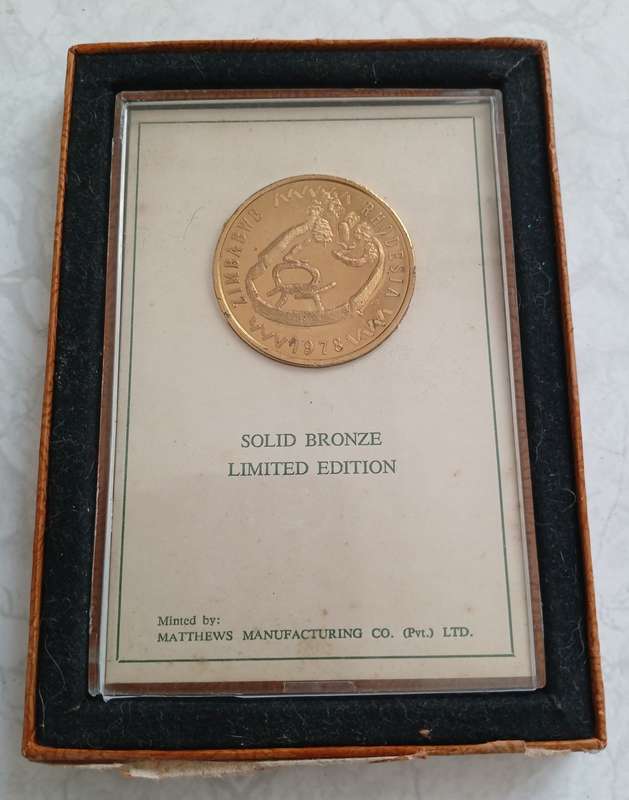 ZIMBABWE RHODESIA
1978
SOLID BRONZE
LIMITED EDITION
Minted by:
MATTHEWS MANUFACTURING CO. (Pvt.) LTD.